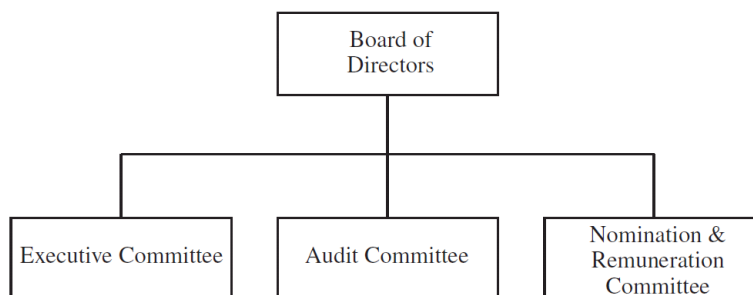 Board of
Directors
Executive Committee
Audit Committee
Nomination &
Remuneration
Committee